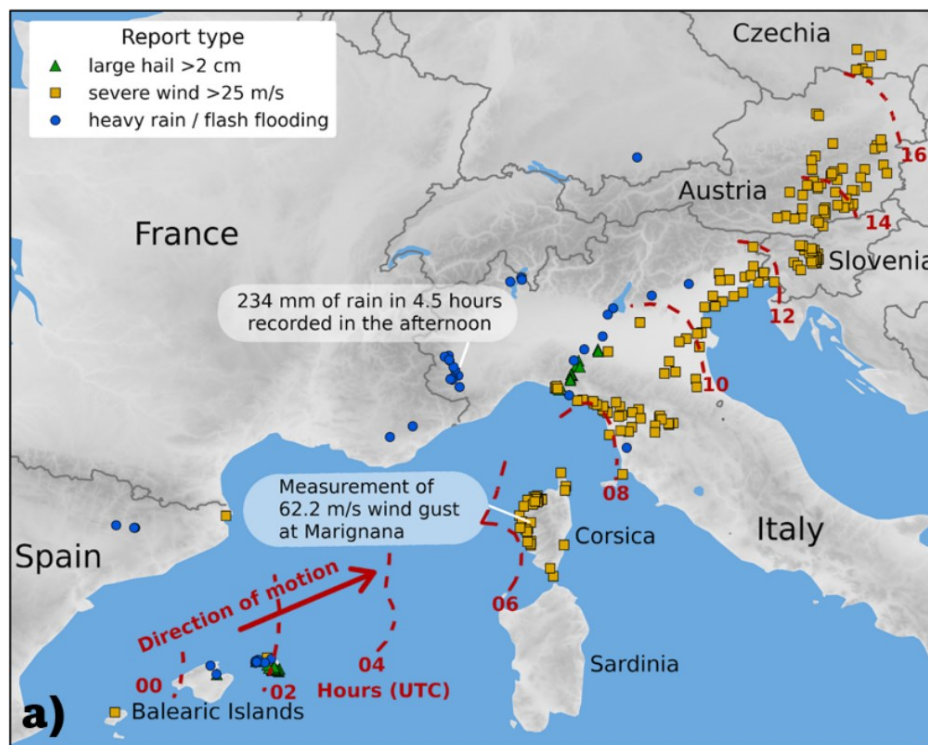 Report type
large hail >2 cm
severe wind >25 m/s
heavy rain / flash flooding
Czechia
16
Austria
14
France
Slovenia
234 mm of rain in 4.5 hours
recorded in the afternoon
12
10
Measurement of
62.2 m/s wind gust
at Marignana
08
Italy
Corsica
Spain
06
Direction of motion
04
Sardinia
00
02
Hours (UTC)
Balearic Islands
a)